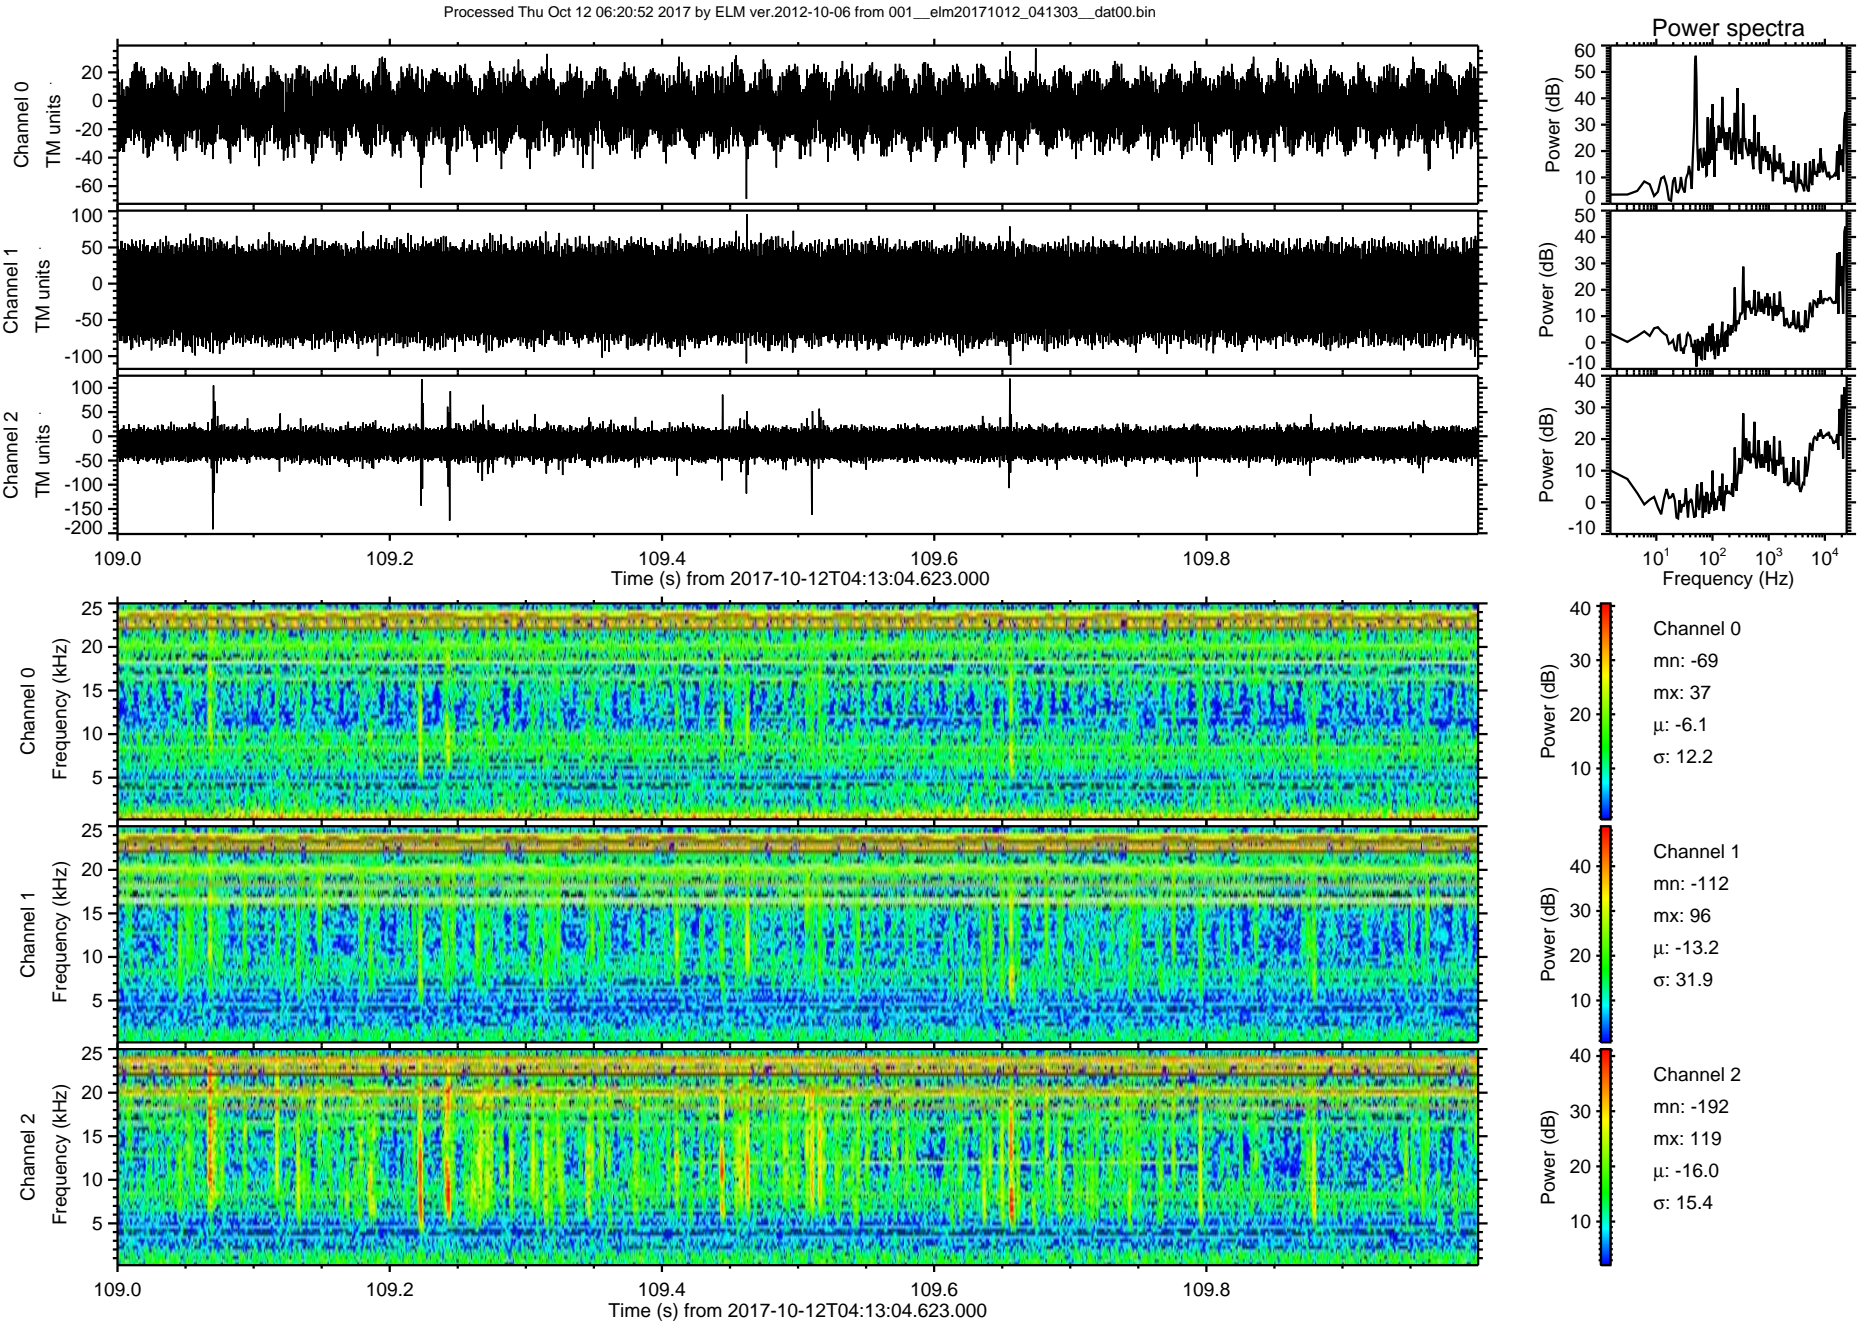 Processed Thu Oct 12 06:20:52 2017 by ELM ver.2012-10-06 from 001__elm20171012_041303__dat00.bin
Power spectra
Channel 0
TM units
20
0
-20
-40
-60
Power (dB)
60
50
40
30
20
10
0
Channel 1
TM units
100
50
0
-50
-100
Power (dB)
50
40
30
20
10
0
-10
Channel 2
TM units
100
50
0
-50
-100
-150
-200
Power (dB)
40
30
20
10
0
-10
109.0 109.2 109.4 109.6 109.8
Time (s) from 2017-10-12T04:13:04.623.000
10^1 10^2 10^3 10^4
Frequency (Hz)
Channel 0
Frequency (kHz)
25
20
15
10
5
Power (dB)
40
30
20
10
Channel 0
mn: -69
mx: 37
μ: -6.1
σ: 12.2
Channel 1
Frequency (kHz)
25
20
15
10
5
Power (dB)
40
30
20
10
Channel 1
mn: -112
mx: 96
μ: -13.2
σ: 31.9
Channel 2
Frequency (kHz)
25
20
15
10
5
Power (dB)
40
30
20
10
Channel 2
mn: -192
mx: 119
μ: -16.0
σ: 15.4
109.0 109.2 109.4 109.6 109.8
Time (s) from 2017-10-12T04:13:04.623.000